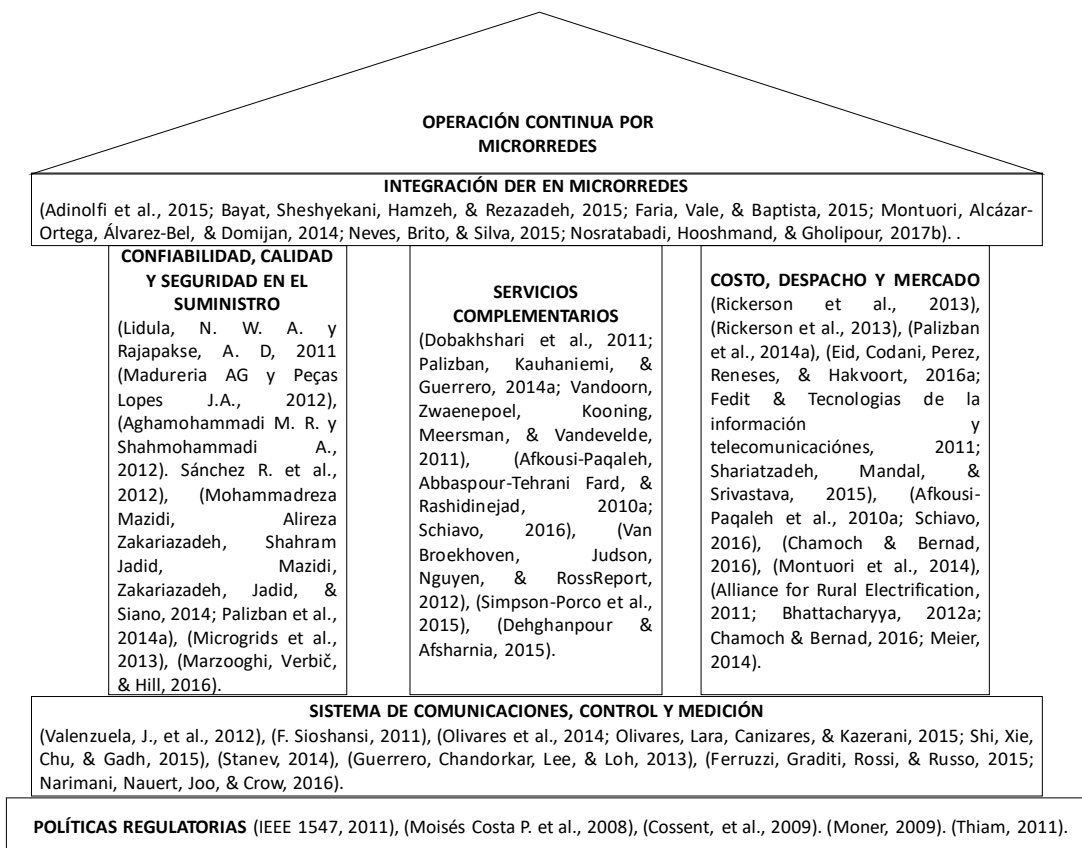 OPERACIÓN CONTINUA POR
MICRORREDES
INTEGRACIÓN DER EN MICRORREDES
(Adinolfi et al., 2015; Bayat, Sheshyekani, Hamzeh, & Rezazadeh, 2015; Faria, Vale, & Baptista, 2015; Montuori, Alcázar-
Ortega, Álvarez-Bel, & Domijan, 2014; Neves, Brito, & Silva, 2015; Nosratabadi, Hooshmand, & Gholipour, 2017b). .
CONFIABILIDAD, CALIDAD
Y SEGURIDAD EN EL
SUMINISTRO
(Lidula, N. W. A. y
Rajapakse, A. D, 2011
(Madureria AG y Peças
Lopes J.A., 2012),
(Aghamohammadi M. R. y
Shahmohammadi A.,
2012). Sánchez R. et al.,
2012), (Mohammadreza
Mazidi, Alireza
Zakariazadeh, Shahram
Jadid, Mazidi,
Zakariazadeh, Jadid, &
Siano, 2014; Palizban et al.,
2014a), (Microgrids et al.,
2013), (Marzooghi, Verbič,
& Hill, 2016).
SERVICIOS
COMPLEMENTARIOS
(Dobakhshari et al., 2011;
Palizban, Kauhaniemi, &
Guerrero, 2014a; Vandoorn,
Zwaenepoel, Kooning,
Meersman, & Vandevelde,
2011), (Afkousi-Paqaleh,
Abbaspour-Tehrani Fard, &
Rashidinejad, 2010a;
Schiavo, 2016), (Van
Broekhoven, Judson,
Nguyen, & RossReport,
2012), (Simpson-Porco et al.,
2015), (Dehghanpour &
Afsharnia, 2015).
COSTO, DESPACHO Y MERCADO
(Rickerson et al., 2013),
(Rickerson et al., 2013), (Palizban
et al., 2014a), (Eid, Codani, Perez,
Reneses, & Hakvoort, 2016a;
Fedit & Tecnologias de la
información y
telecomunicaciónes, 2011;
Shariatzadeh, Mandal, &
Srivastava, 2015), (Afkousi-
Paqaleh et al., 2010a; Schiavo,
2016), (Chamoch & Bernad,
2016), (Montuori et al., 2014),
(Alliance for Rural Electrification,
2011; Bhattacharyya, 2012a;
Chamoch & Bernad, 2016; Meier,
2014).
SISTEMA DE COMUNICACIONES, CONTROL Y MEDICIÓN
(Valenzuela, J., et al., 2012), (F. Sioshansi, 2011), (Olivares et al., 2014; Olivares, Lara, Canizares, & Kazerani, 2015; Shi, Xie,
Chu, & Gadh, 2015), (Stanev, 2014), (Guerrero, Chandorkar, Lee, & Loh, 2013), (Ferruzzi, Graditi, Rossi, & Russo, 2015;
Narimani, Nauert, Joo, & Crow, 2016).
POLÍTICAS REGULATORIAS (IEEE 1547, 2011), (Moisés Costa P. et al., 2008), (Cossent, et al., 2009). (Moner, 2009). (Thiam, 2011).